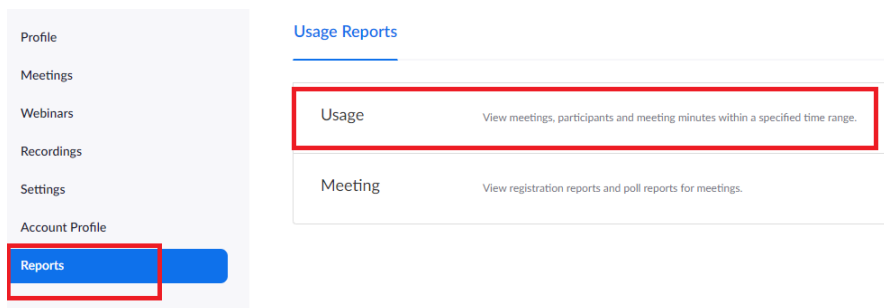 Profile
Meetings
Webinars
Recordings
Settings
Account Profile
Reports
Usage Reports
Usage View meetings, participants and meeting minutes within a specified time range.
Meeting View registration reports and poll reports for meetings.